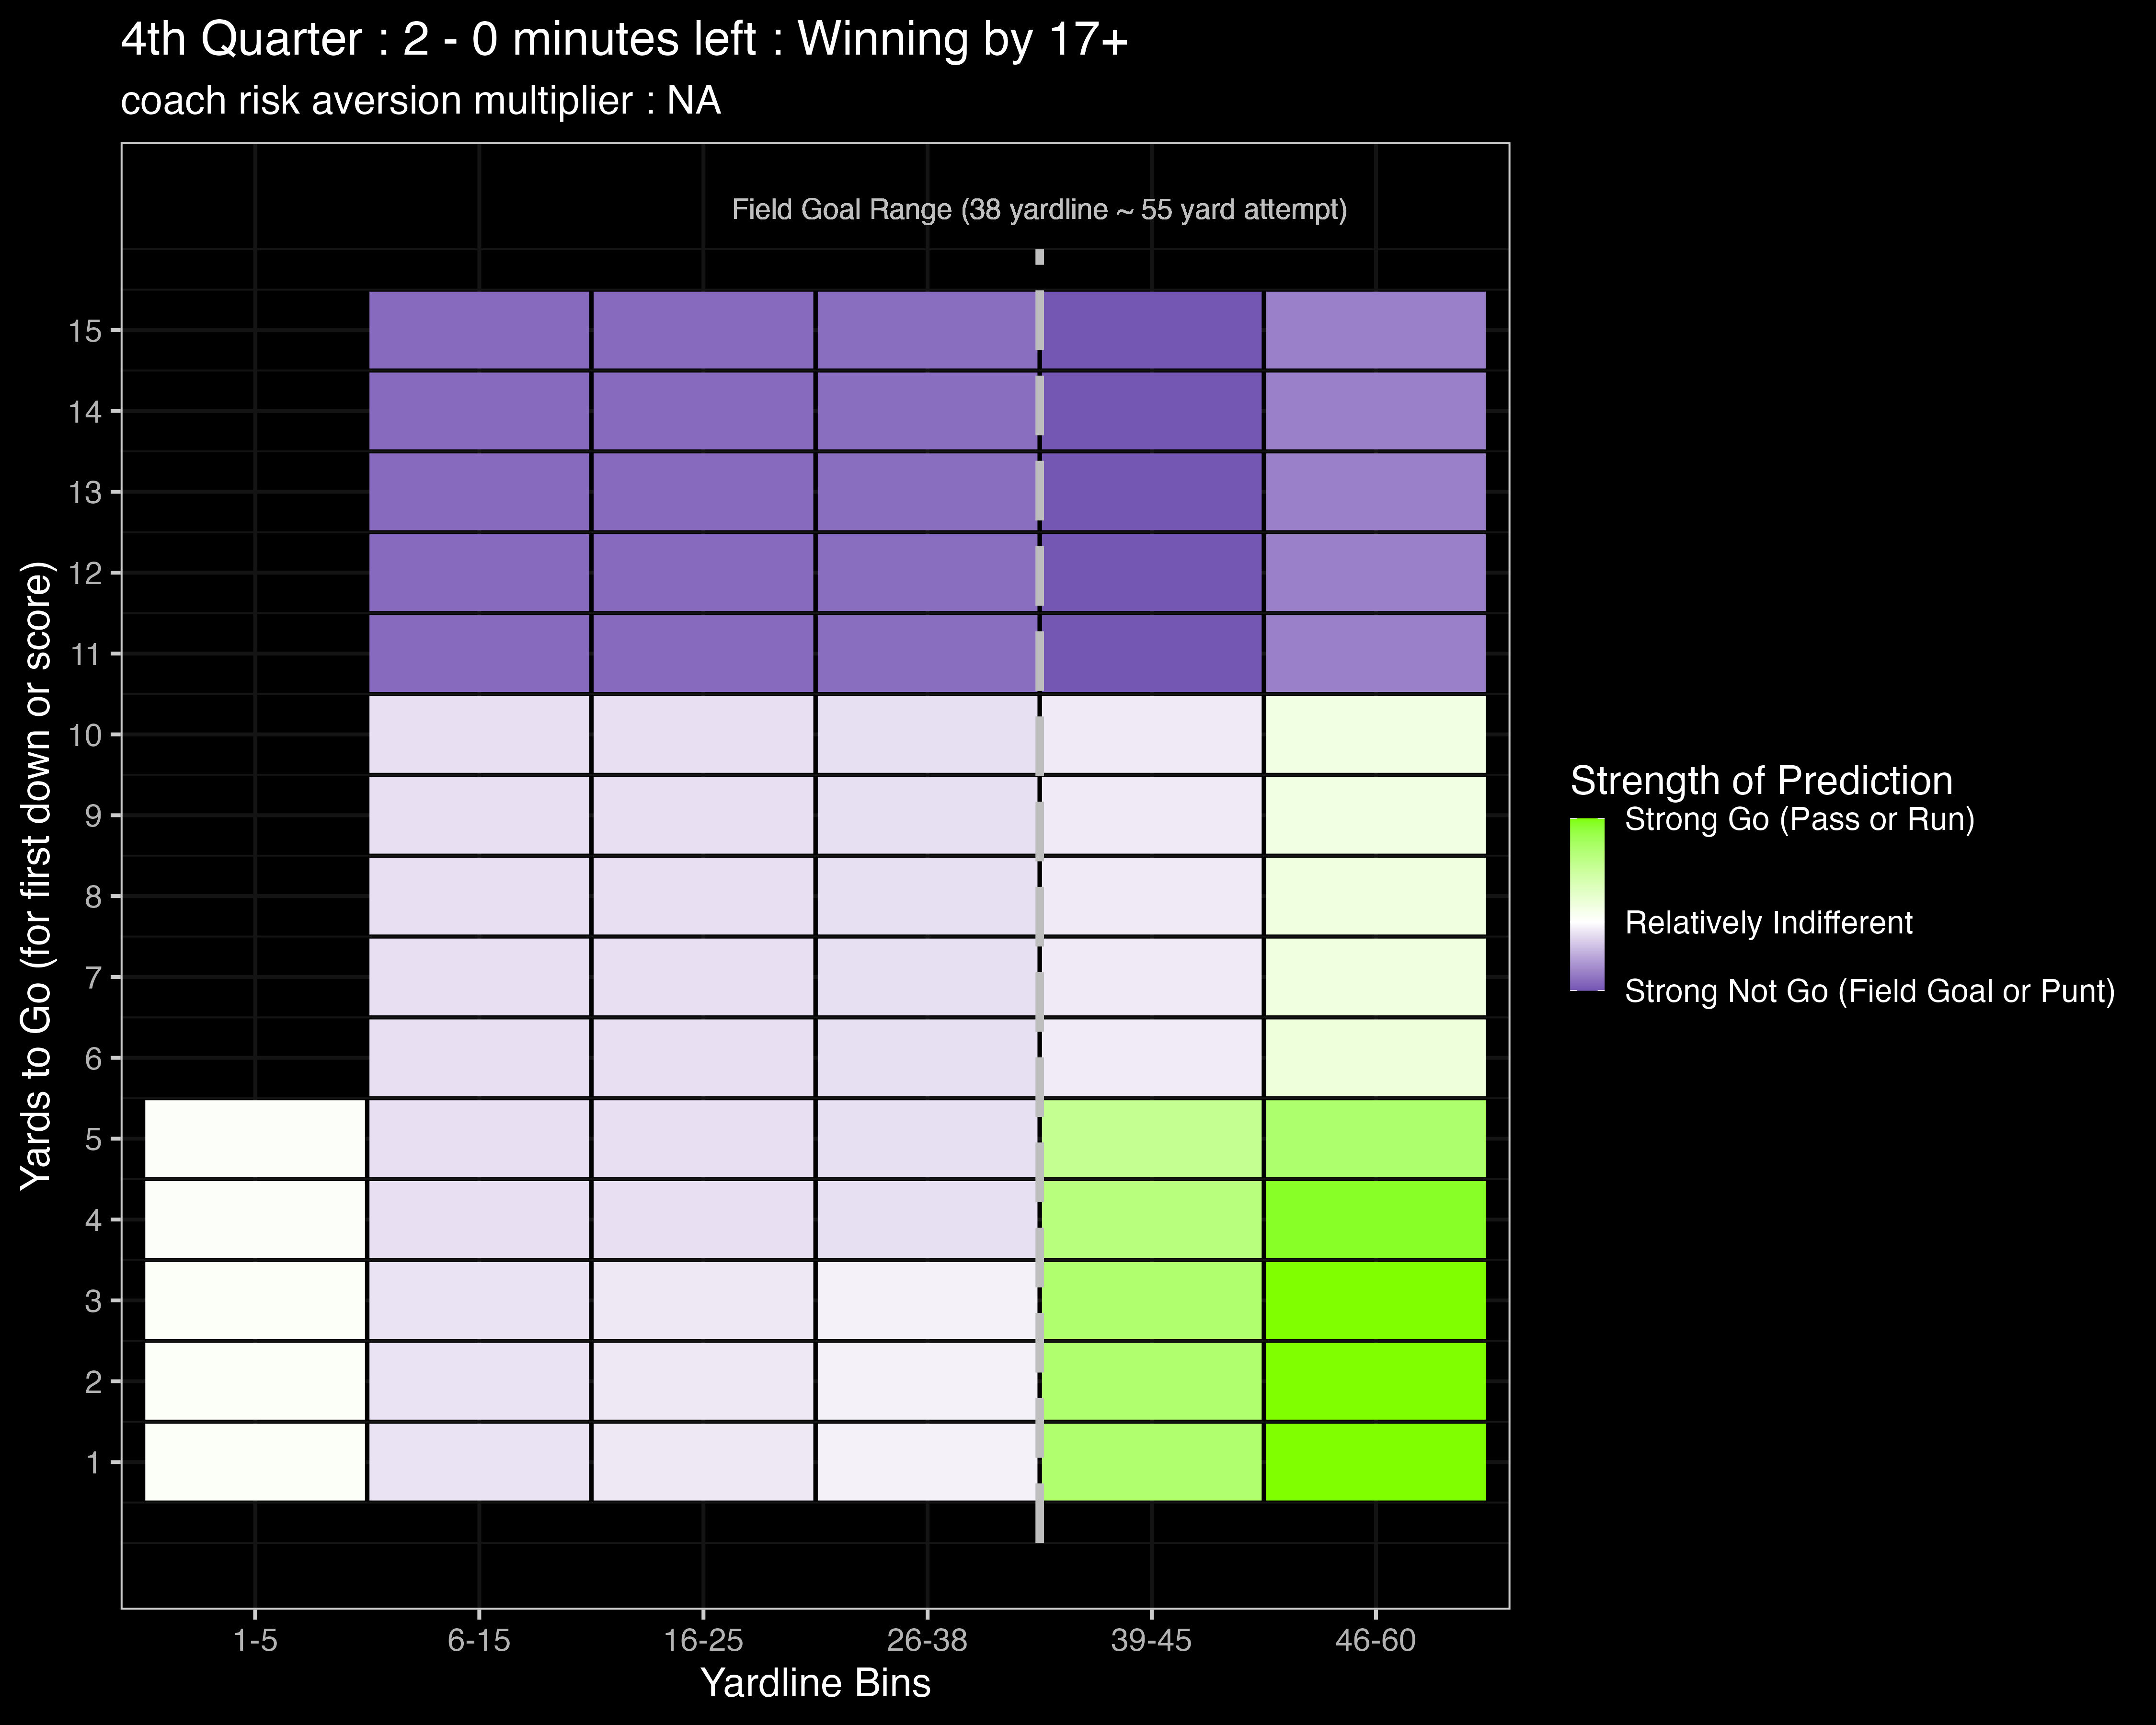 4th Quarter : 2 - 0 minutes left : Winning by 17+
coach risk aversion multiplier : NA
Field Goal Range (38 yardline ~ 55 yard attempt)
Yards to Go (for first down or score)
15
14
13
12
11
10
9
8
7
6
5
4
3
2
1
1-5 6-15 16-25 26-38 39-45 46-60
Yardline Bins
Strength of Prediction
Strong Go (Pass or Run)
Relatively Indifferent
Strong Not Go (Field Goal or Punt)